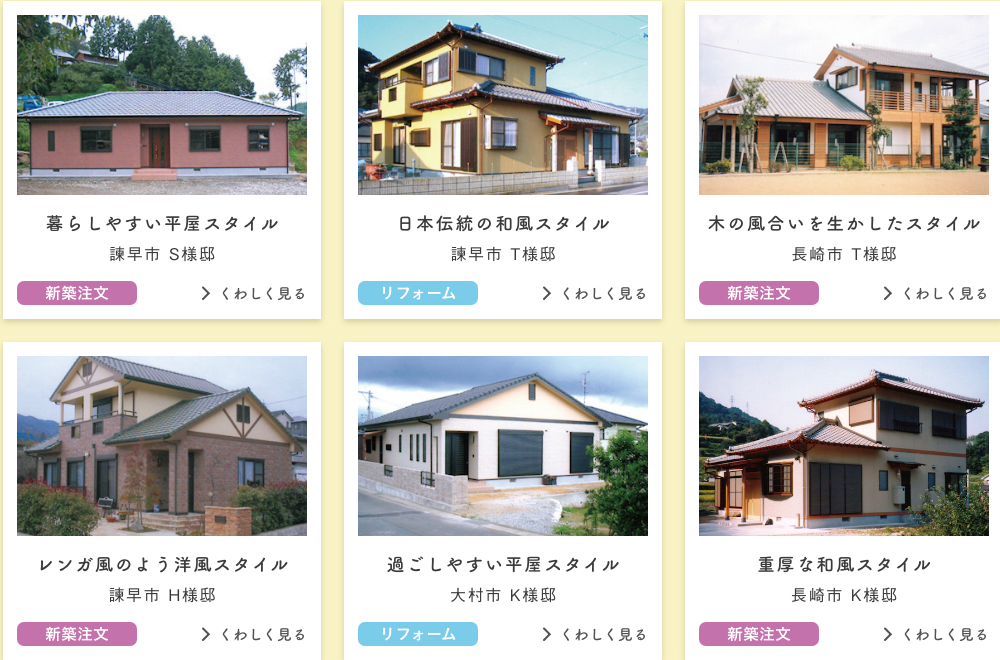 暮らしやすい平屋スタイル
諫早市 S様邸
新築注文
くわしく見る
日本伝統の和風スタイル
諫早市 T様邸
リフォーム
くわしく見る
木の風合いを生かしたスタイル
長崎市 T様邸
新築注文
くわしく見る
レンガ風のよう洋風スタイル
諫早市 H様邸
新築注文
くわしく見る
過ごしやすい平屋スタイル
大村市 K様邸
リフォーム
くわしく見る
重厚な和風スタイル
長崎市 K様邸
新築注文
くわしく見る